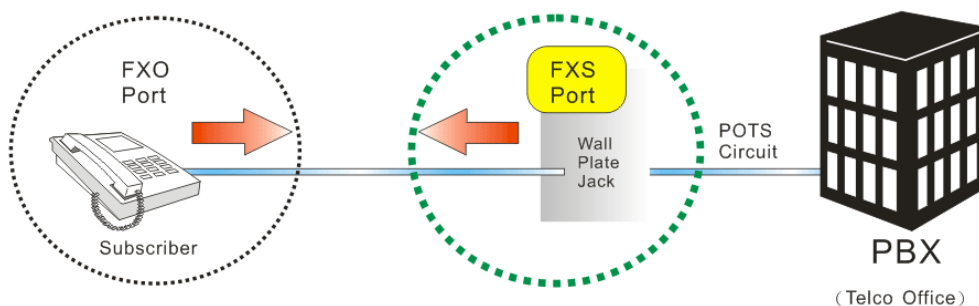 FXO
Port
Subscriber
FXS
Port
Wall
Plate
Jack
POTS
Circuit
PBX
（Telco Office）